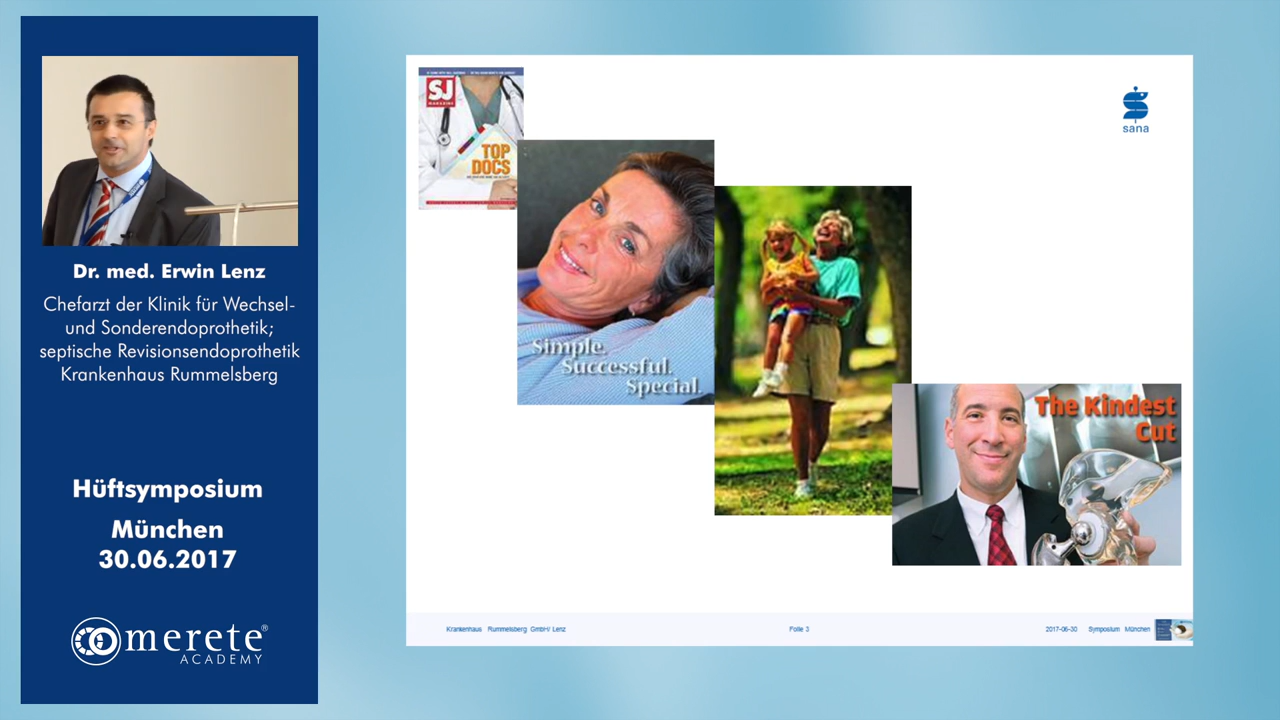 Dr. med. Erwin Lenz
Chefarzt der Klinik für Wechsel-
und Sonderendoprothetik;
septische Revisionsendoprothetik
Krankenhaus Rummelsberg
Hüftsymposium
München
30.06.2017
merete®
ACADEMY
SJ
MAGAZINE
TOP
DOCS
sana
Simple.
Successful.
Special.
The Kindest
Cut
Krankenhaus Rummelsberg GmbH/ Lenz
Folie 3
2017-06-30 Symposium München